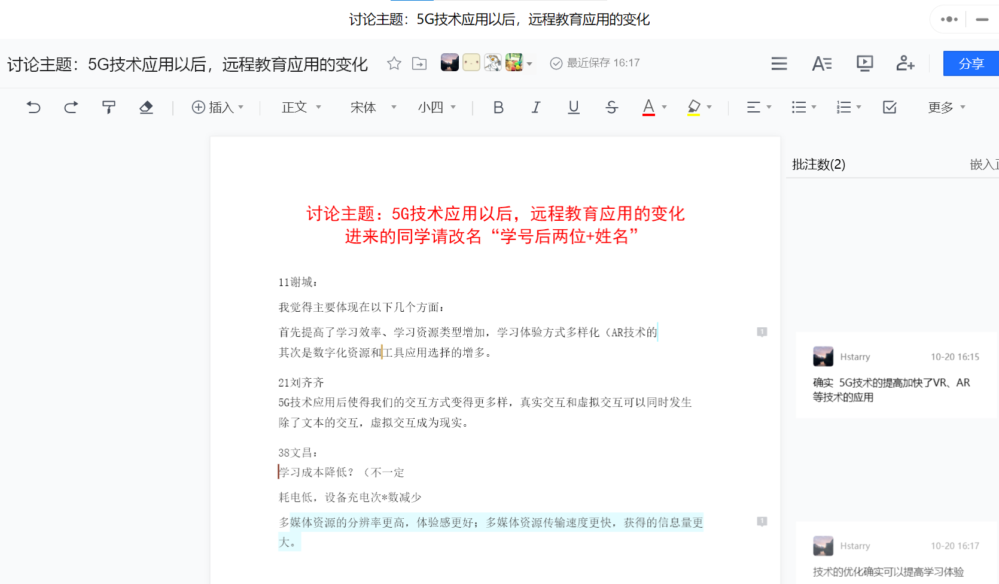 讨论主题：5G技术应用以后，远程教育应用的变化
讨论主题：5G技术应用以后，远程教育应用的变化
最近保存 16:17
分享
插入
正文
宋体
小四
B
I
U
S
A
更多
批注数(2)
嵌入正
讨论主题：5G技术应用以后，远程教育应用的变化
进来的同学请改名“学号后两位+姓名”
11谢城：
我觉得主要体现在以下几个方面：
首先提高了学习效率、学习资源类型增加，学习体验方式多样化（AR技术的
1
其次是数字化资源和工具应用选择的增多。
Hstarry
10-20 16:15
确实 5G技术的提高加快了VR、AR
等技术的应用
21刘齐齐
5G技术应用后使得我们的交互方式变得更多样，真实交互和虚拟交互可以同时发生
除了文本的交互，虚拟交互成为现实。
38文昌：
学习成本降低？（不一定
耗电低，设备充电次*数减少
多媒体资源的分辨率更高，体验感更好；多媒体资源传输速度更快，获得的信息量更
1
大。
Hstarry
10-20 16:17
技术的优化确实可以提高学习体验